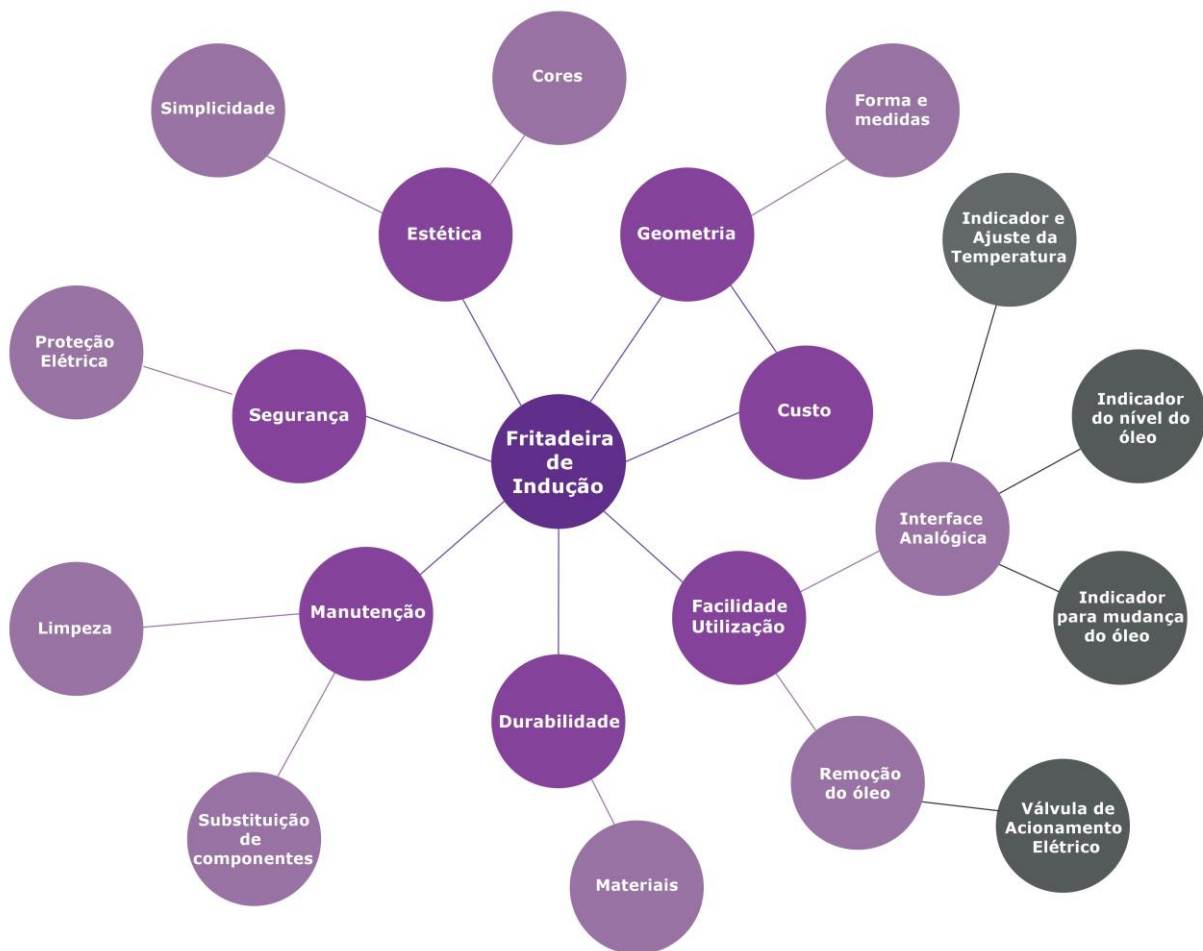 Cores
Simplicidade
Forma e
medidas
Estética
Geometria
Indicador e
Ajuste da
Temperatura
Proteção
Elétrica
Segurança
Custo
Indicador
do nível do
óleo
Fritadeira
de
Indução
Interface
Analógica
Manutenção
Limpeza
Facilidade
Utilização
Indicador
para mudança
do óleo
Durabilidade
Remoção
do óleo
Válvula de
Acionamento
Elétrico
Substituição
de
componentes
Materiais